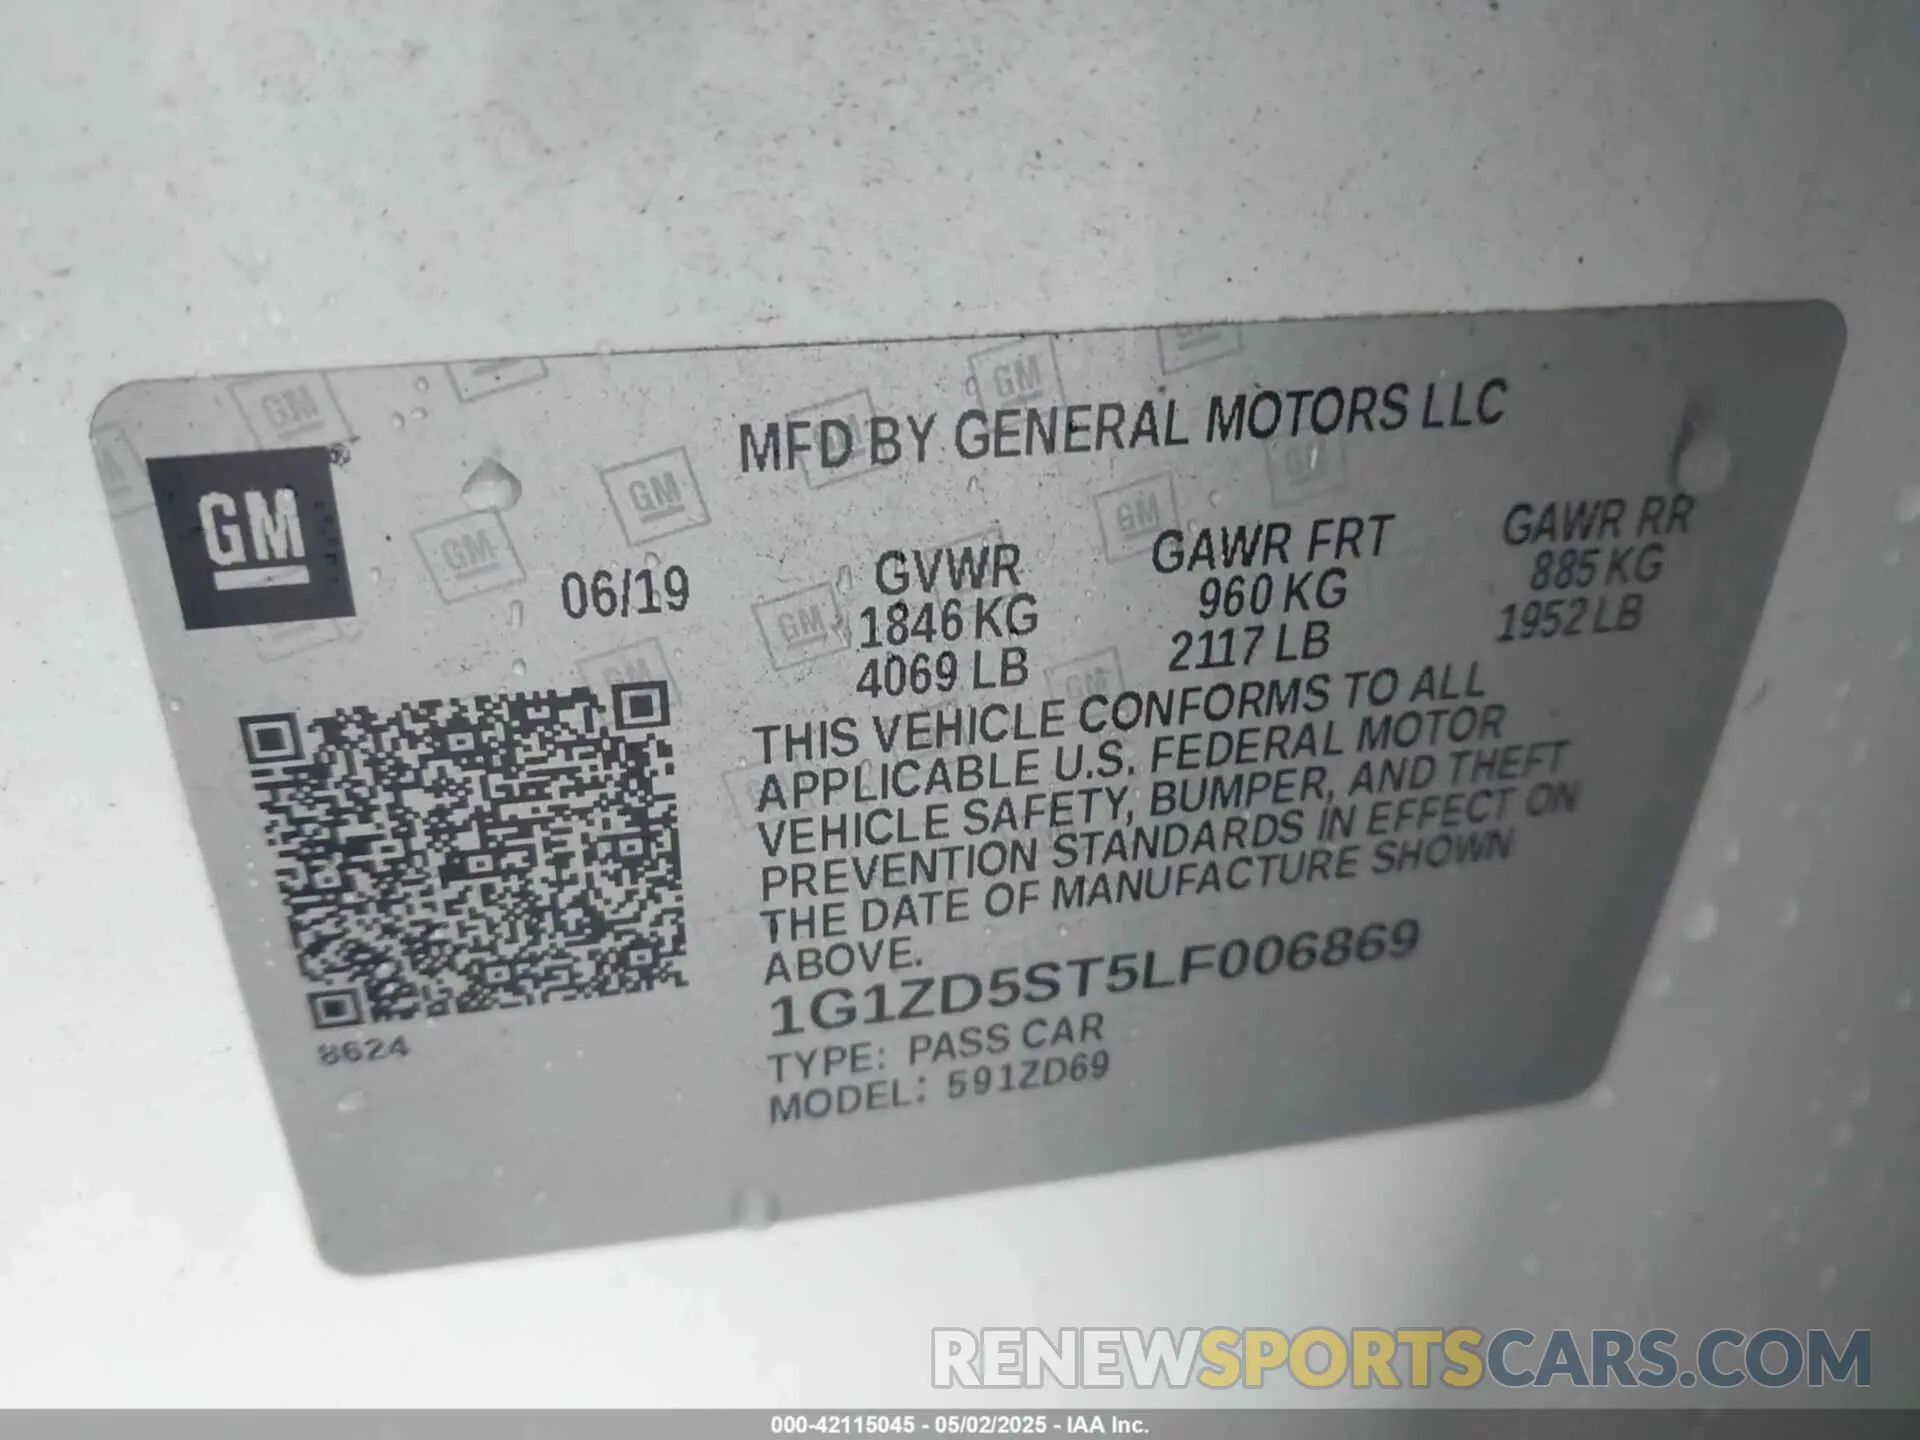 MFD BY GENERAL MOTORS LLC
GM®
06/19
GVWR
1846 KG
4069 LB
GAWR FRT
960 KG
2117 LB
GAWR RR
885 KG
1952 LB
THIS VEHICLE CONFORMS TO ALL
APPLICABLE U.S. FEDERAL MOTOR
VEHICLE SAFETY, BUMPER, AND THEFT
PREVENTION STANDARDS IN EFFECT ON
THE DATE OF MANUFACTURE SHOWN
ABOVE.
1G1ZD5ST5LF006869
TYPE: PASS CAR
MODEL: 591ZD69
8624
RENEWSPORTSCARS.COM
000-42115045 - 05/02/2025 - IAA Inc.